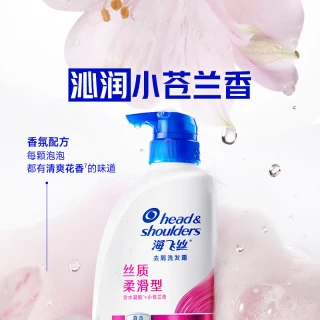 沁润小苍兰香
香氛配方
每颗泡泡
都有清爽花香⁷的味道
head&
shoulders
海飞丝
去屑洗发露
丝质
柔滑型